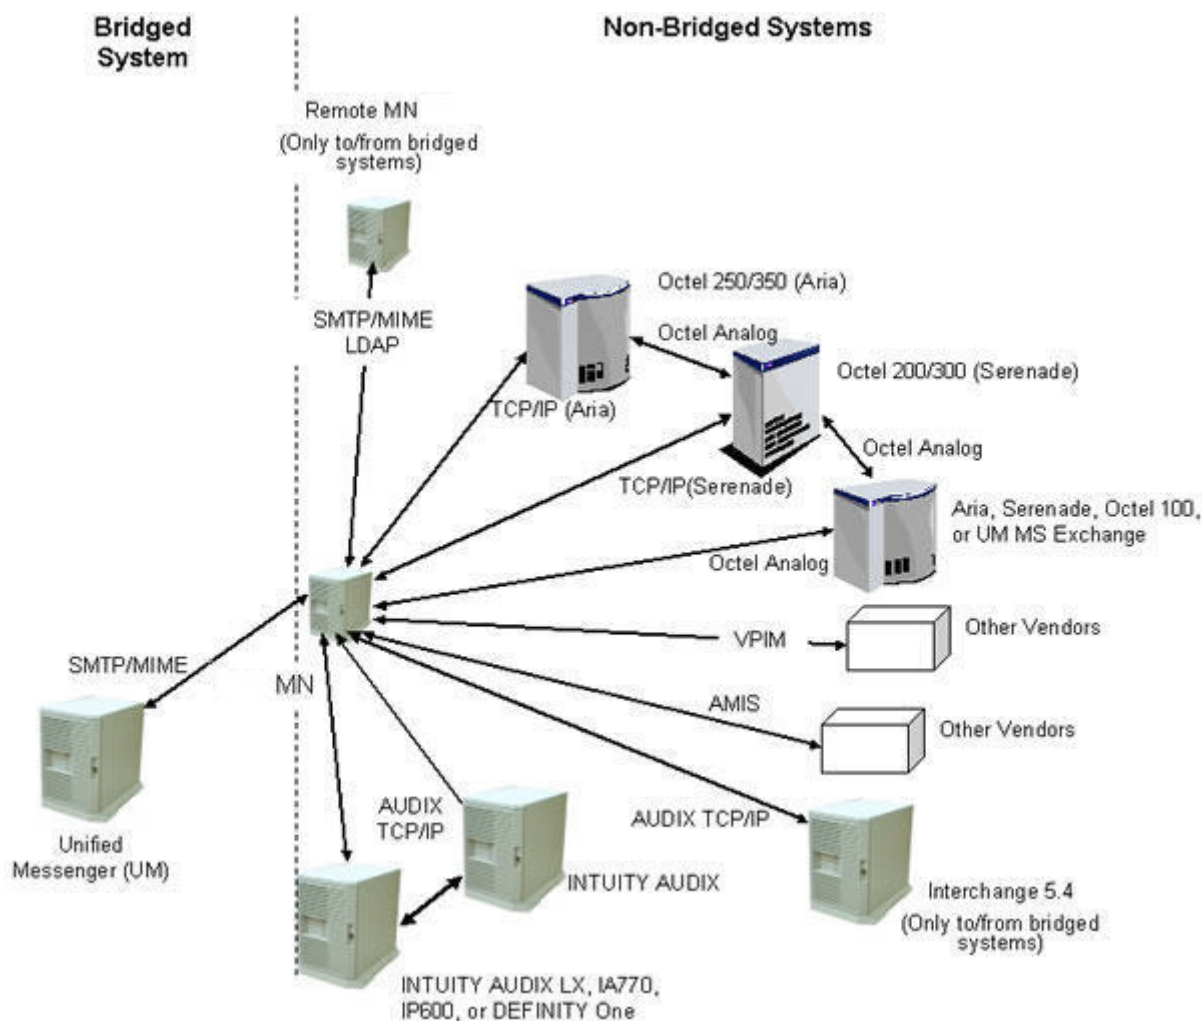 Bridged
System
Non-Bridged Systems
Remote MN
(Only to/from bridged
systems)
SMTP/MIME
LDAP
Octel 250/350 (Aria)
Octel Analog
Octel 200/300 (Serenade)
TCP/IP (Aria)
Octel Analog
TCP/IP(Serenade)
Aria, Serenade, Octel 100,
or UM MS Exchange
Octel Analog
VPIM
Other Vendors
SMTP/MIME
MN
AMIS
Other Vendors
AUDIX
TCP/IP
AUDIX TCP/IP
Unified
Messenger (UM)
INTUITY AUDIX
Interchange 5.4
(Only to/from bridged
systems)
INTUITY AUDIX LX, IA770,
IP600, or DEFINITY One